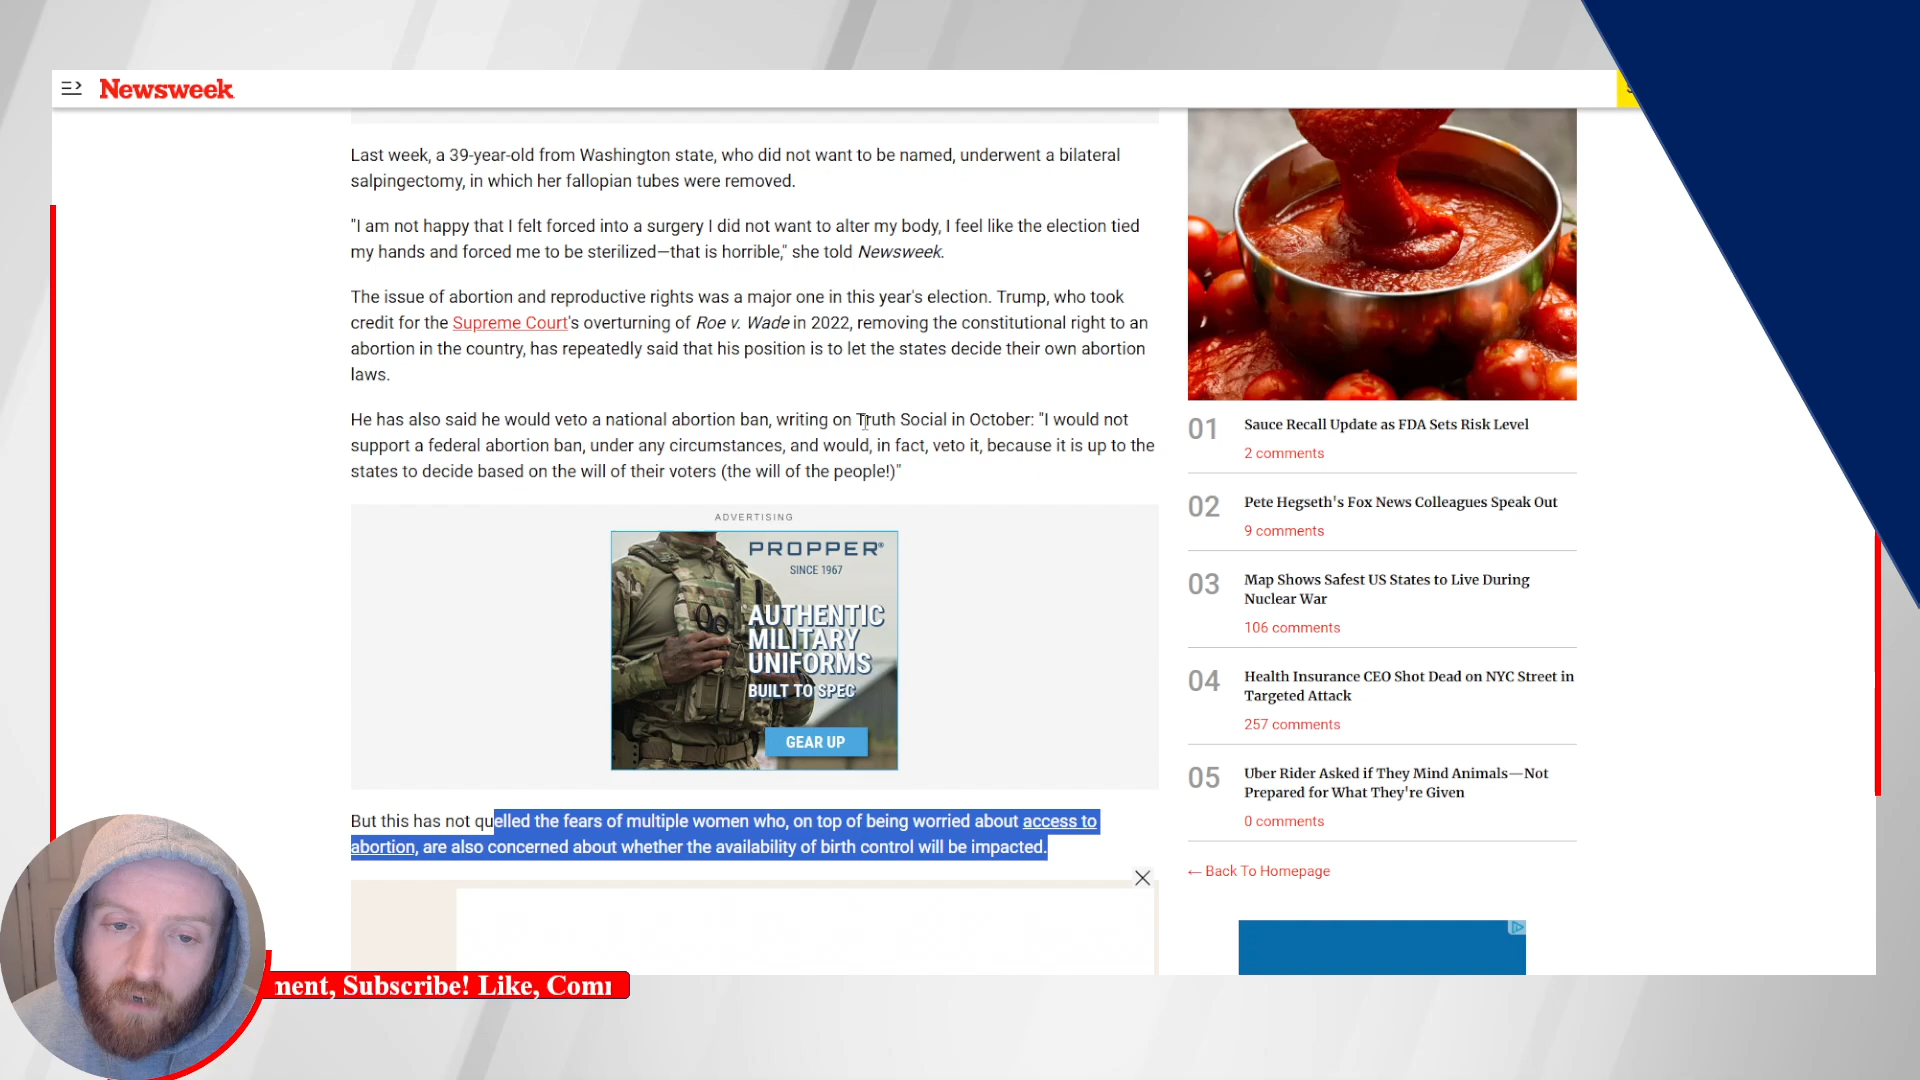 Newsweek
Last week, a 39-year-old from Washington state, who did not want to be named, underwent a bilateral
salpingectomy, in which her fallopian tubes were removed.
"I am not happy that I felt forced into a surgery I did not want to alter my body, I feel like the election tied
my hands and forced me to be sterilized—that is horrible," she told Newsweek.
The issue of abortion and reproductive rights was a major one in this year's election. Trump, who took
credit for the Supreme Court's overturning of Roe v. Wade in 2022, removing the constitutional right to an
abortion in the country, has repeatedly said that his position is to let the states decide their own abortion
laws.
He has also said he would veto a national abortion ban, writing on Truth Social in October: "I would not
support a federal abortion ban, under any circumstances, and would, in fact, veto it, because it is up to the
states to decide based on the will of their voters (the will of the people!)"
ADVERTISING
PROPPER®
SINCE 1967
AUTHENTIC
MILITARY
UNIFORMS
BUILT TO SPEC
GEAR UP
But this has not quelled the fears of multiple women who, on top of being worried about access to
abortion, are also concerned about whether the availability of birth control will be impacted.
01 Sauce Recall Update as FDA Sets Risk Level
2 comments
02 Pete Hegseth's Fox News Colleagues Speak Out
9 comments
03 Map Shows Safest US States to Live During
Nuclear War
106 comments
04 Health Insurance CEO Shot Dead on NYC Street in
Targeted Attack
257 comments
05 Uber Rider Asked if They Mind Animals—Not
Prepared for What They're Given
0 comments
← Back To Homepage
ment, Subscribe! Like, Com